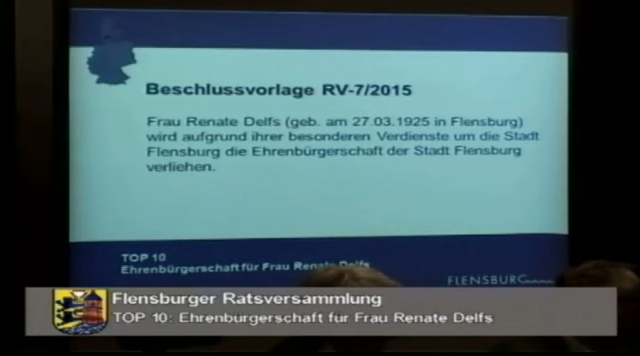 Beschlussvorlage RV-7/2015
Frau Renate Delfs (geb. am 27.03.1925 in Flensburg)
wird aufgrund ihrer besonderen Verdienste um die Stadt
Flensburg die Ehrenbürgerschaft der Stadt Flensburg
verliehen.
TOP 10
Ehrenbürgerschaft für Frau Renate Delfs
FLENSBURG
Flensburger Ratsversammlung
TOP 10: Ehrenbürgerschaft für Frau Renate Delfs